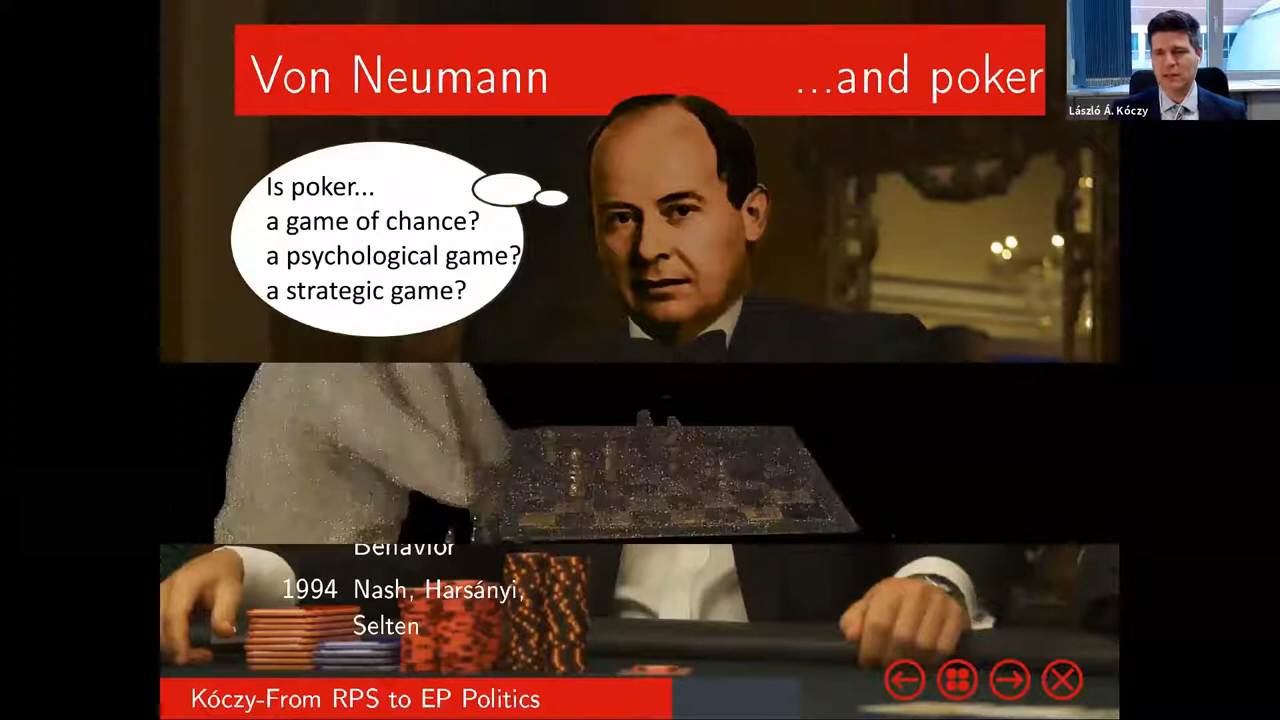 Von Neumann ...and poker
László Á. Kóczy
Is poker...
a game of chance?
a psychological game?
a strategic game?
Behavior
1994 Nash, Harsányi,
Selten
Kóczy-From RPS to EP Politics